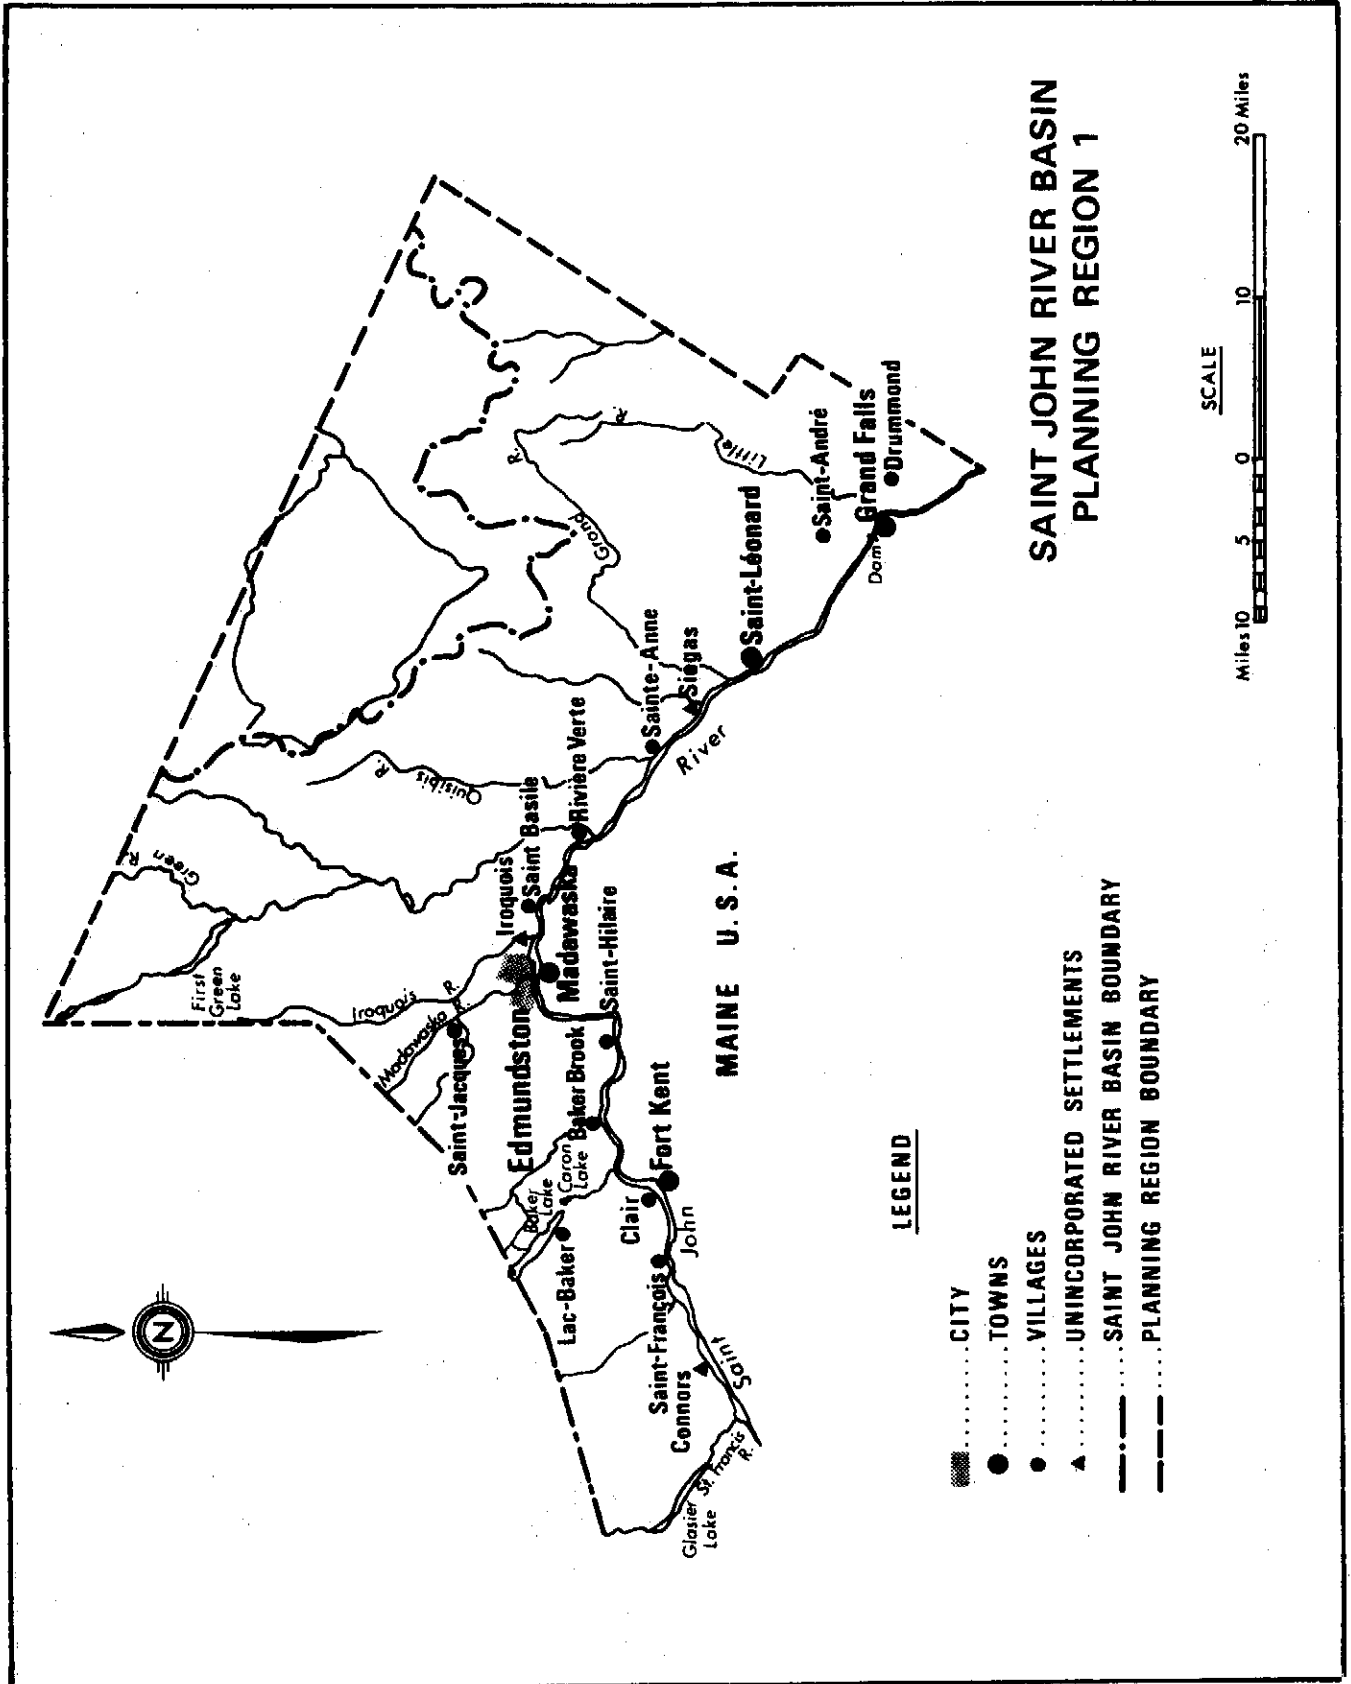 N
First
Green
Lake
Green
R.
Iroquois R.
Madawaska R.
Saint-Jacques
Edmundston
Iroquois
Saint Basile
Madawaska
Rivière Verte
Quisibis
R.
Saint-Hilaire
Baker Brook
Baker
Lake
Caron
Lake
Lac-Baker
Clair
Fort Kent
Saint-François
Connors
Glasier
Lake
St. Francis
R.
Saint
John
River
Sainte-Anne
Siegas
Grand
R.
Saint-Léonard
Little
R.
Saint-André
Grand Falls
Drummond
Dam
MAINE U.S.A.
SAINT JOHN RIVER BASIN
PLANNING REGION 1
SCALE
Miles 10 5 0 10 20 Miles
LEGEND
CITY
TOWNS
VILLAGES
UNINCORPORATED SETTLEMENTS
SAINT JOHN RIVER BASIN BOUNDARY
PLANNING REGION BOUNDARY